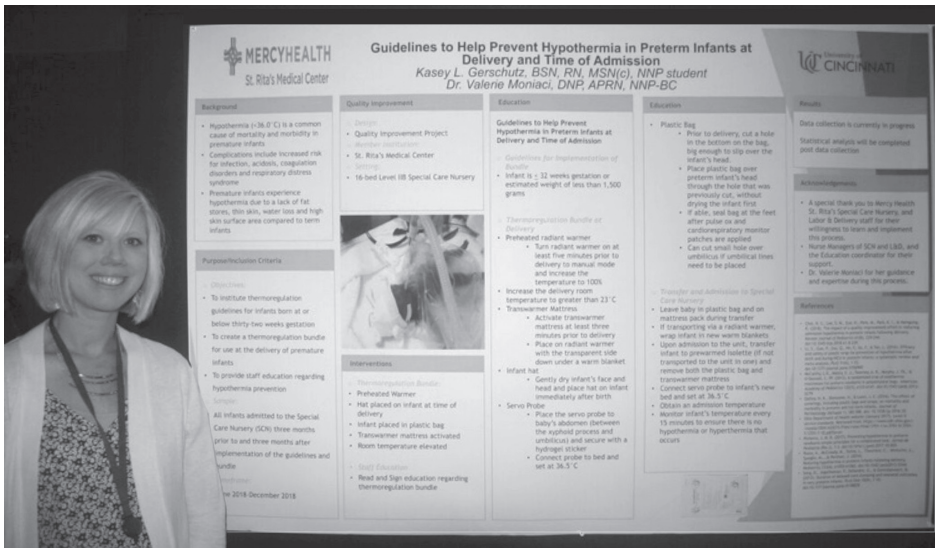 MERCYHEALTH
St. Rita's Medical Center
Guidelines to Help Prevent Hypothermia in Preterm Infants at
Delivery and Time of Admission
Kasey L. Gerschutz, BSN, RN, MSN(c), NNP student
Dr. Valerie Moniaci, DNP, APRN, NNP-BC
University of
CINCINNATI
Background
• Hypothermia (<36.0°C) is a common
cause of mortality and morbidity in
premature infants
• Complications include increased risk
for infection, acidosis, coagulation
disorders and respiratory distress
syndrome
• Premature infants experience
hypothermia due to a lack of fat
stores, thin skin, water loss and high
skin surface area compared to term
infants
Purpose/Inclusion Criteria
Objectives:
• To institute thermoregulation
guidelines for infants born at or
below thirty-two weeks gestation
• To create a thermoregulation bundle
for use at the delivery of premature
infants
• To provide staff education regarding
hypothermia prevention
Sample:
All infants admitted to the Special
Care Nursery (SCN) three months
prior to and three months after
implementation of the guidelines and
bundle
2018-December 2018
Quality Improvement
Design
• Quality Improvement Project
Member Institution
• St. Rita's Medical Center
Setting
• 16-bed Level IIB Special Care Nursery
Interventions
Thermoregulation Bundle
• Preheated Warmer
• Hat placed on infant at time of
delivery
• Infant placed in plastic bag
• Transwarmer mattress activated
• Room temperature elevated
Staff Education
• Read and Sign education regarding
thermoregulation bundle
Education
Guidelines to Help Prevent
Hypothermia in Preterm Infants at
Delivery and Time of Admission
Guidelines for Implementation of
Bundle
• Infant is ≤ 32 weeks gestation or
estimated weight of less than 1,500
grams
Thermoregulation Bundle at
Delivery
• Preheated radiant warmer
• Turn radiant warmer on at
least five minutes prior to
delivery to manual mode
and increase the
temperature to 100%
• Increase the delivery room
temperature to greater than 23°C
• Transwarmer Mattress
• Activate transwarmer
mattress at least three
minutes prior to delivery
• Place on radiant warmer
with the transparent side
down under a warm blanket
• Infant hat
• Gently dry infant's face and
head and place hat on infant
immediately after birth
• Servo Probe
• Place the servo probe to
baby's abdomen (between
the xyphoid process and
umbilicus) and secure with a
hydrogel sticker
• Connect probe to bed and
set at 36.5°C
Education
• Plastic Bag
• Prior to delivery, cut a hole
in the bottom on the bag,
big enough to slip over the
infant's head.
• Place plastic bag over
preterm infant's head
through the hole that was
previously cut, without
drying the infant first
• If able, seal bag at the feet
after pulse ox and
cardiorespiratory monitor
patches are applied
• Can cut small hole over
umbilicus if umbilical lines
need to be placed
Transfer and Admission to Special
Care Nursery
• Leave baby in plastic bag and on
mattress pack during transfer
• If transporting via a radiant warmer,
wrap infant in new warm blankets
• Upon admission to the unit, transfer
infant to prewarmed isolette (if not
transported to the unit in one) and
remove both the plastic bag and
transwarmer mattress
• Connect servo probe to infant's new
bed and set at 36.5°C
• Obtain an admission temperature
• Monitor infant's temperature every
15 minutes to ensure there is no
hypothermia or hyperthermia that
occurs
Results
Data collection is currently in progress
Statistical analysis will be completed
post data collection
Acknowledgements
• A special thank you to Mercy Health
St. Rita's Special Care Nursery, and
Labor & Delivery staff for their
willingness to learn and implement
this process.
• Nurse Managers of SCN and L&D, and
the Education coordinator for their
support.
• Dr. Valerie Moniaci for her guidance
and expertise during this process.
References